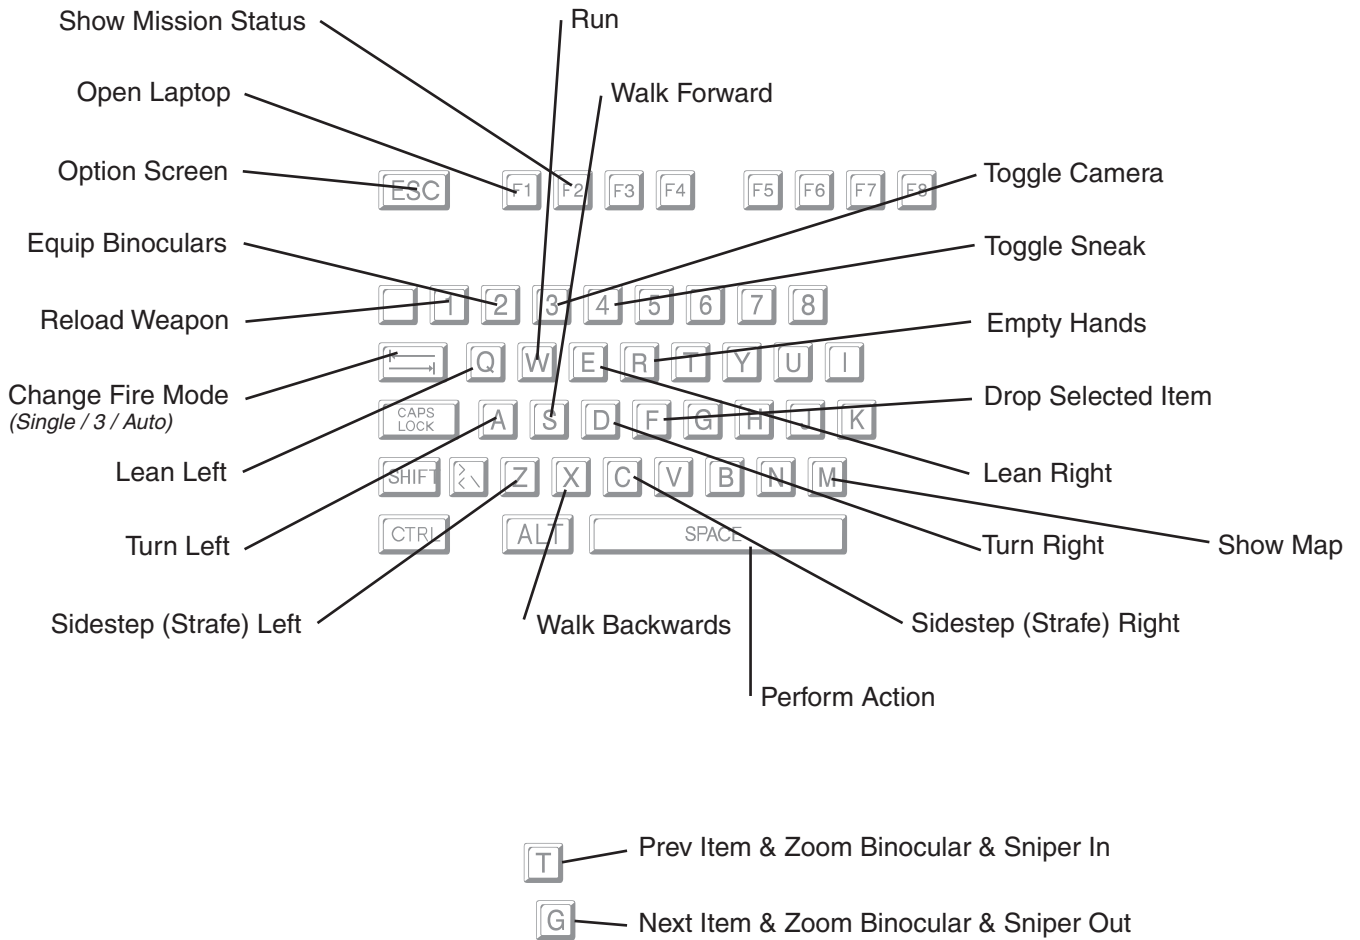 Show Mission Status
Run
Open Laptop
Walk Forward
Option Screen
ESC F1 F2 F3 F4 F5 F6 F7 F8
Toggle Camera
Equip Binoculars
Toggle Sneak
Reload Weapon
1 2 3 4 5 6 7 8
Empty Hands
Q W E R T Y U I
Change Fire Mode
(Single / 3 / Auto)
CAPS
LOCK
A S D F G H J K
Drop Selected Item
Lean Left
SHIFT > < \ Z X C V B N M
Lean Right
Turn Left
CTRL ALT SPACE
Turn Right
Show Map
Sidestep (Strafe) Left
Walk Backwards
Sidestep (Strafe) Right
Perform Action
T Prev Item & Zoom Binocular & Sniper In
G Next Item & Zoom Binocular & Sniper Out